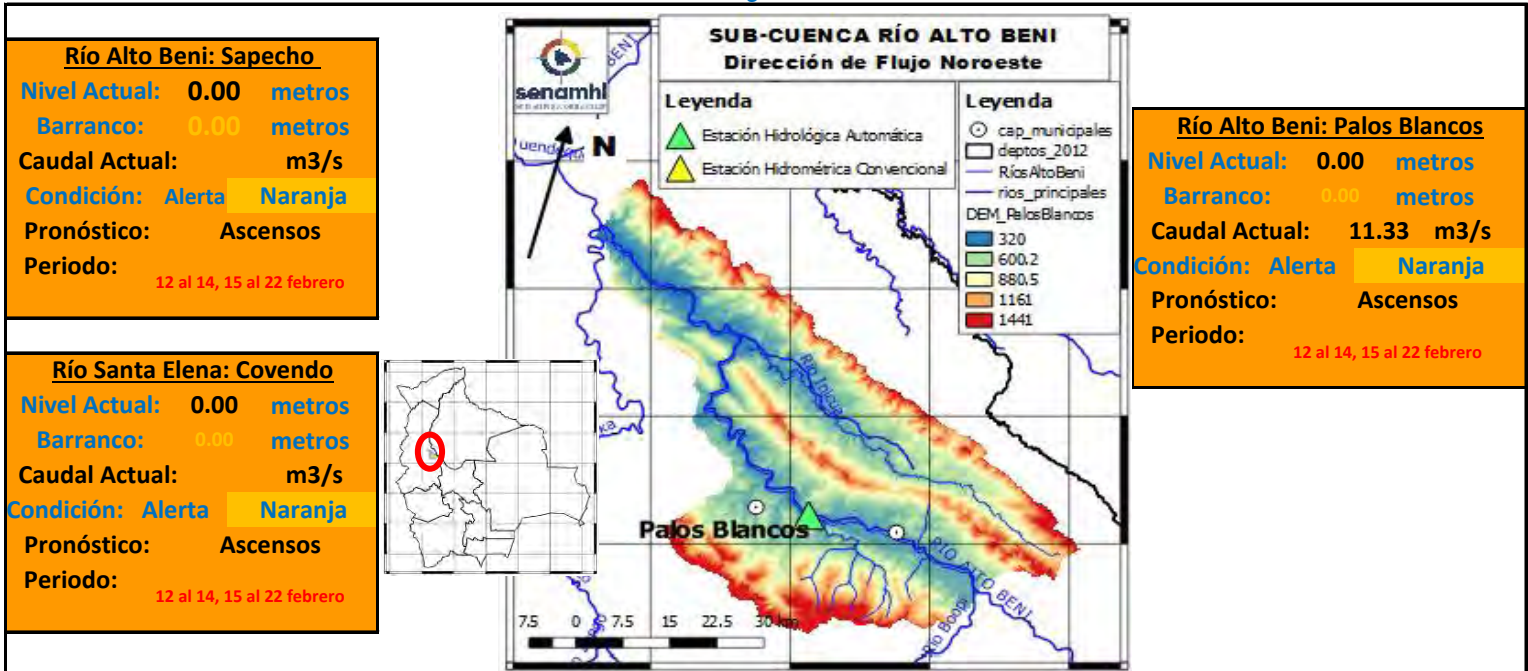 Río Alto Beni: Sapecho
Nivel Actual: 0.00 metros
Barranco: 0.00 metros
Caudal Actual: m3/s
Condición: Alerta Naranja
Pronóstico: Ascensos
Periodo:
12 al 14, 15 al 22 febrero
Río Santa Elena: Covendo
Nivel Actual: 0.00 metros
Barranco: 0.00 metros
Caudal Actual: m3/s
Condición: Alerta Naranja
Pronóstico: Ascensos
Periodo:
12 al 14, 15 al 22 febrero
SUB-CUENCA RÍO ALTO BENI
Dirección de Flujo Noroeste
senamhi
BENI
N
Leyenda
Estación Hidrológica Automática
Estación Hidrométrica Convencional
Leyenda
cap_municipales
deptos_2012
RíosAltoBeni
rios_principales
DEM_PalosBlancos
320
600.2
880.5
1161
1441
Palos Blancos
RÍO ALTO BENI
7.5 0 7.5 15 22.5 30 km
Río Alto Beni: Palos Blancos
Nivel Actual: 0.00 metros
Barranco: 0.00 metros
Caudal Actual: 11.33 m3/s
Condición: Alerta Naranja
Pronóstico: Ascensos
Periodo:
12 al 14, 15 al 22 febrero